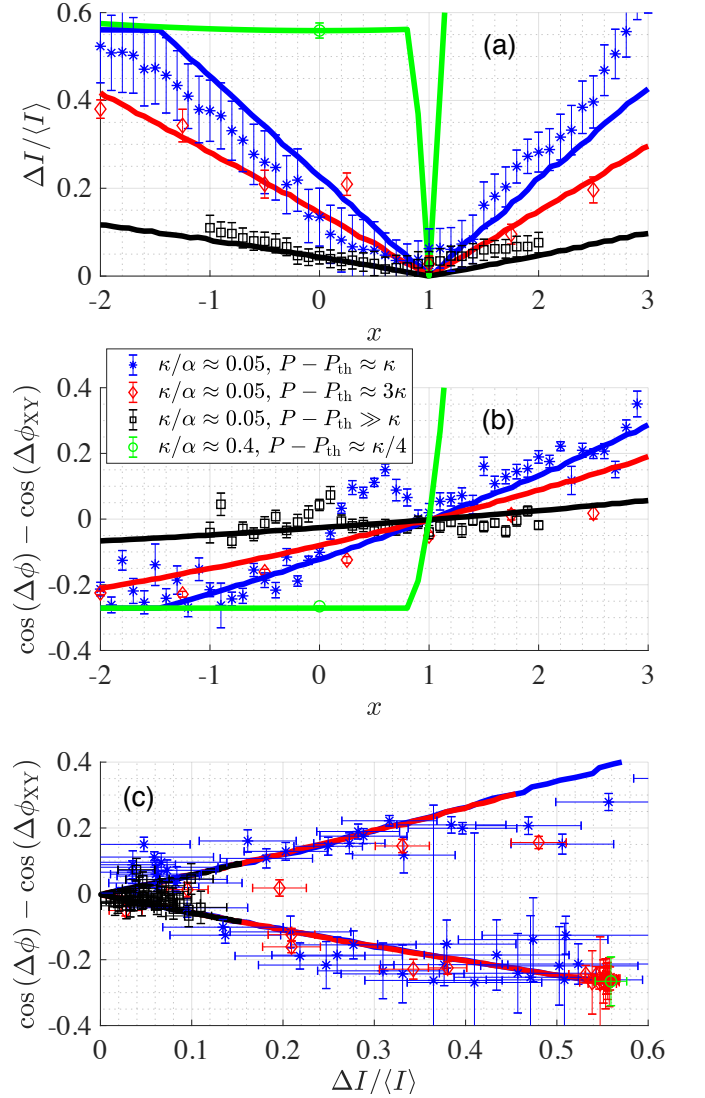 0.6
0.4
0.2
0
ΔI/⟨I⟩
(a)
-2 -1 0 1 2 3
x
κ/α ≈ 0.05, P − P_th ≈ κ
κ/α ≈ 0.05, P − P_th ≈ 3κ
κ/α ≈ 0.05, P − P_th ≫ κ
κ/α ≈ 0.4, P − P_th ≈ κ/4
0.4
0.2
0
-0.2
-0.4
cos (Δϕ) − cos (Δϕ_XY)
(b)
-2 -1 0 1 2 3
x
0.4
0.2
0
-0.2
-0.4
cos (Δϕ) − cos (Δϕ_XY)
(c)
0 0.1 0.2 0.3 0.4 0.5 0.6
ΔI/⟨I⟩